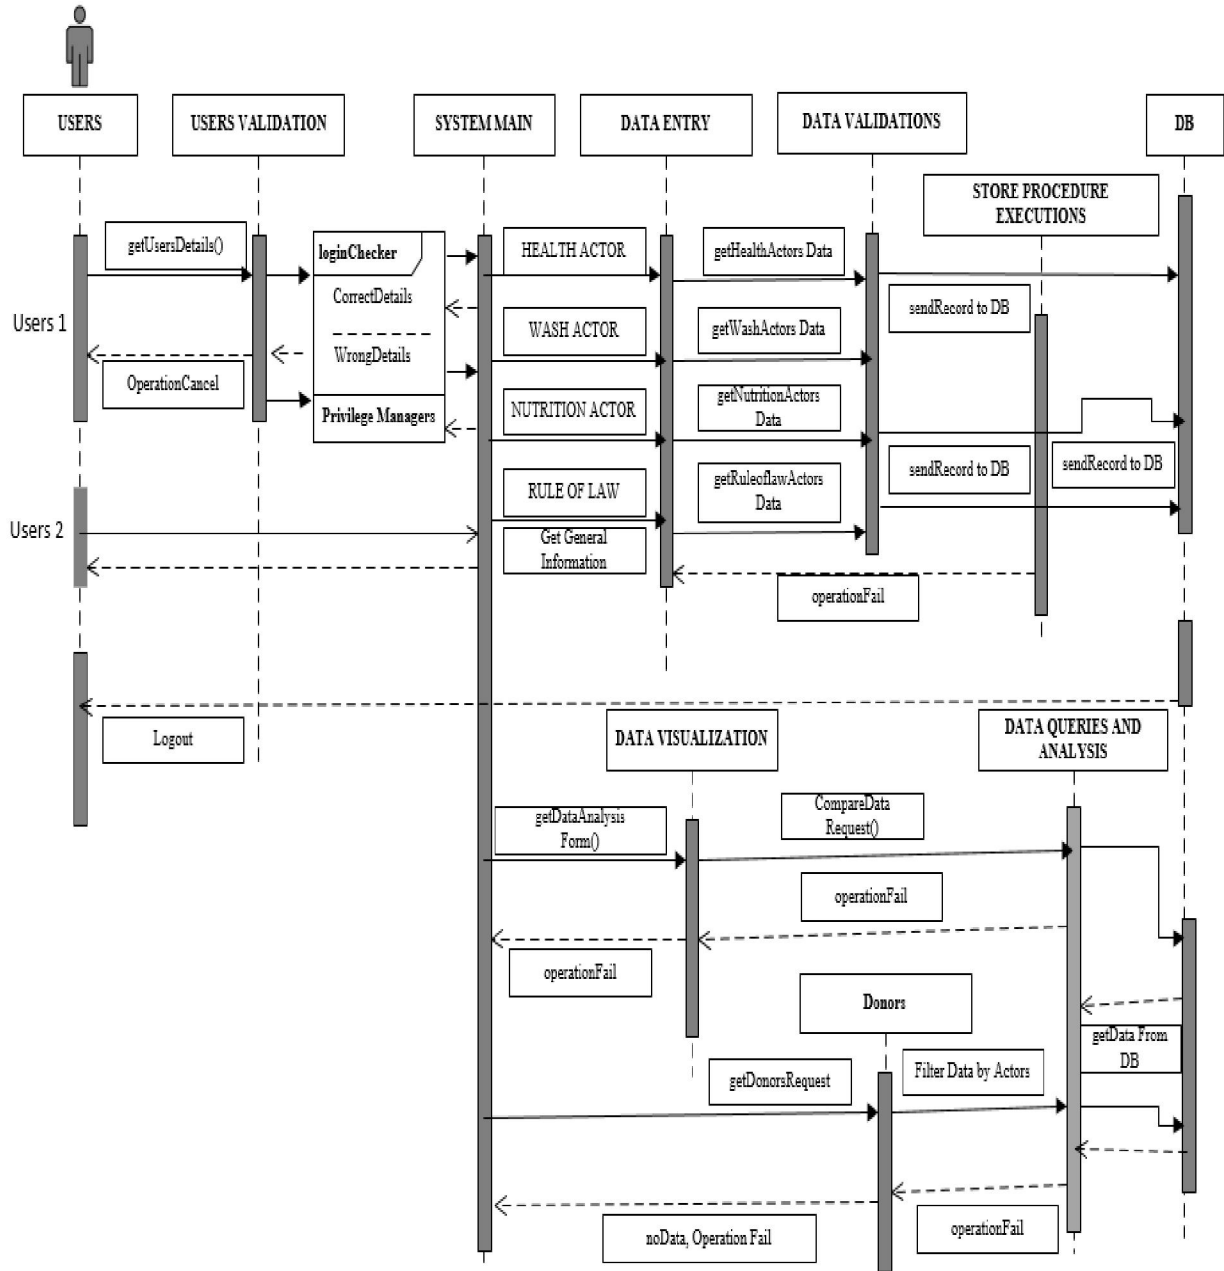 USERS
USERS VALIDATION
SYSTEM MAIN
DATA ENTRY
DATA VALIDATIONS
DB
STORE PROCEDURE
EXECUTIONS
getUsersDetails()
loginChecker
HEALTH ACTOR
getHealthActors Data
CorrectDetails
sendRecord to DB
Users 1
WASH ACTOR
getWashActors Data
WrongDetails
OperationCancel
Privilege Managers
NUTRITION ACTOR
getNutritionActors
Data
sendRecord to DB
sendRecord to DB
RULE OF LAW
getRuleoflawActors
Data
Users 2
Get General
Information
operationFail
Logout
DATA VISUALIZATION
DATA QUERIES AND
ANALYSIS
getDataAnalysis
Form()
CompareData
Request()
operationFail
operationFail
Donors
getData From
DB
getDonorsRequest
Filter Data by Actors
noData, Operation Fail
operationFail